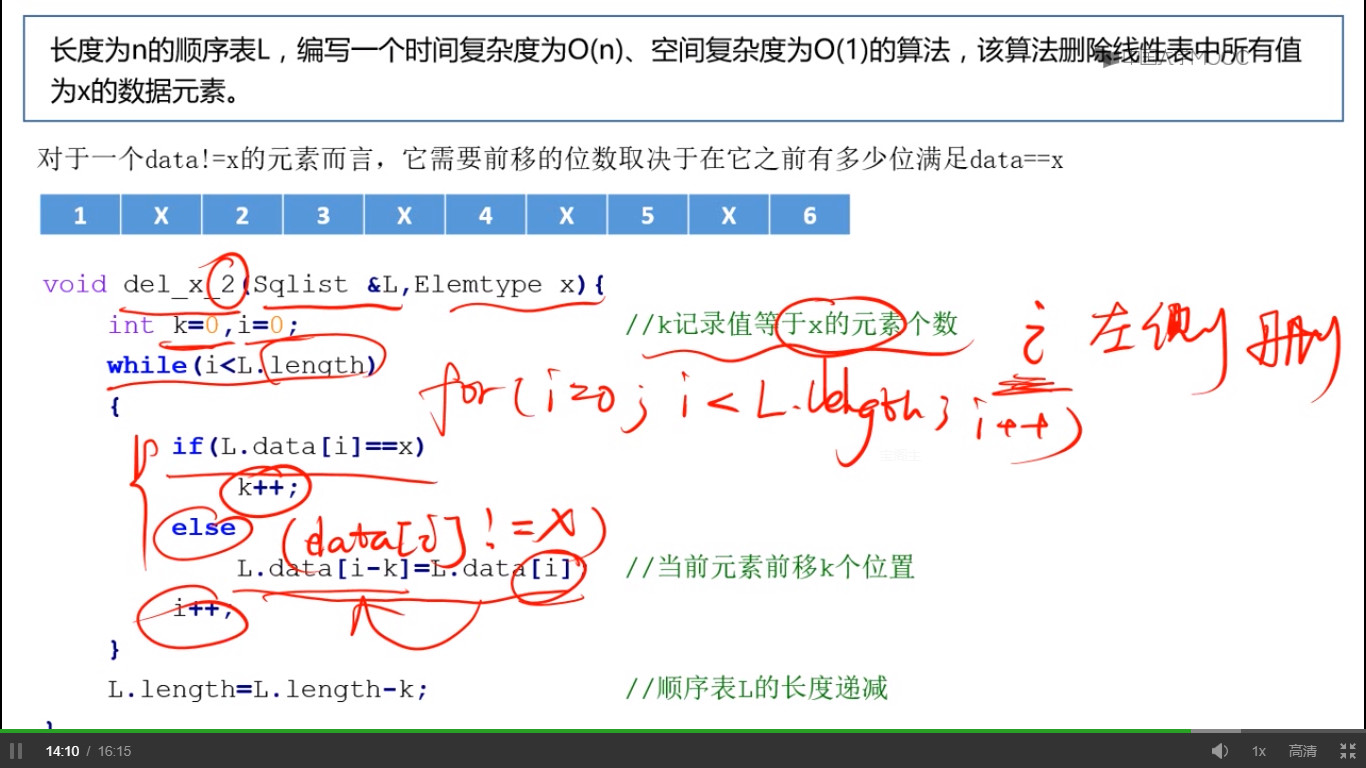 长度为n的顺序表L，编写一个时间复杂度为O(n)、空间复杂度为O(1)的算法，该算法删除线性表中所有值
为x的数据元素。
对于一个data!=x的元素而言，它需要前移的位数取决于在它之前有多少位满足data==x
1 X 2 3 X 4 X 5 X 6
void del_x_2(Sqlist &L,Elemtype x){
int k=0,i=0; //k记录值等于x的元素个数
i 左侧 删
while(i<L.length)
for(i=0; i<L.length; i++)
{
if(L.data[i]==x)
k++;
else (data[i]!=x)
L.data[i-k]=L.data[i] //当前元素前移k个位置
i++;
}
L.length=L.length-k; //顺序表L的长度递减
14:10 / 16:15 1x 高清